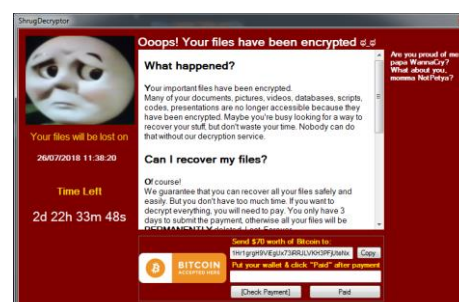 ShrugDecryptor
Ooops! Your files have been encrypted ಠ_ಠ
What happened?
Your important files have been encrypted.
Many of your documents, pictures, videos, databases, scripts,
codes, presentations are no longer accessible because they
have been encrypted. Maybe you're busy looking for a way to
recover your stuff, but don't waste your time. Nobody can do
that without our decryption service.
Can I recover my files?
Of course!
We guarantee that you can recover all your files safely and
easily. But you don't have too much time. If you want to
decrypt everything, you will need to pay. You only have 3
days to submit the payment, otherwise all your files will be
PERMANENTLY deleted. Last. Forever.
Are you proud of me
papa WannaCry?
What about you,
momma NotPetya?
Your files will be lost on
26/07/2018 11:38:20
Time Left
2d 22h 33m 48s
BITCOIN
ACCEPTED HERE
Send $70 worth of Bitcoin to:
Copy
Put your wallet & click "Paid" after payment
[Check Payment]
Paid